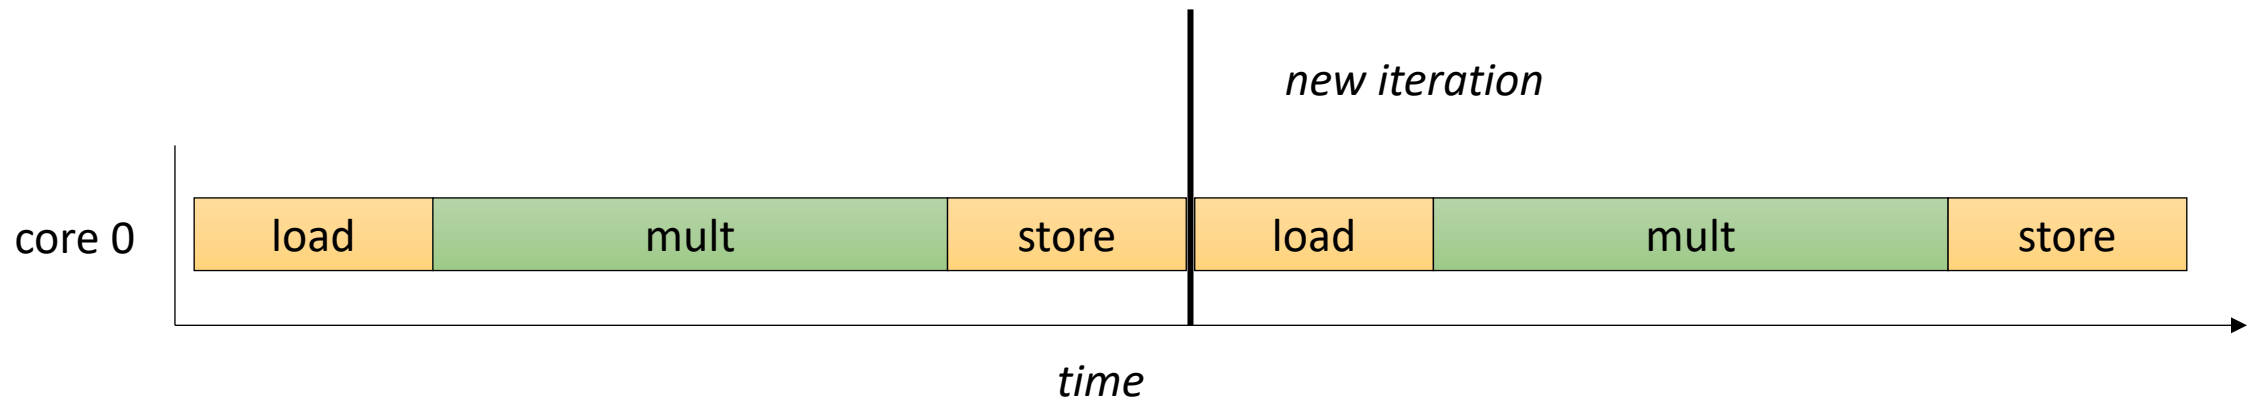 new iteration
core 0
load
mult
store
load
mult
store
time